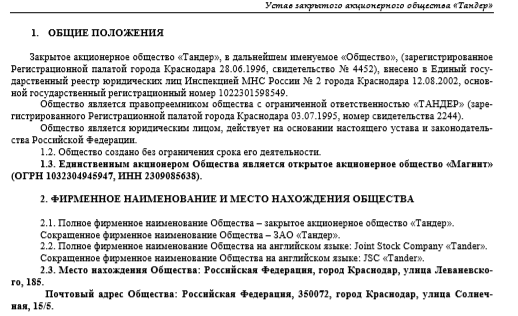 Устав закрытого акционерного общества «Тандер»
1. ОБЩИЕ ПОЛОЖЕНИЯ
Закрытое акционерное общество «Тандер», в дальнейшем именуемое «Общество», (зарегистрированное
Регистрационной палатой города Краснодара 28.06.1996, свидетельство № 4452), внесено в Единый госу-
дарственный реестр юридических лиц Инспекцией МНС России № 2 города Краснодара 12.08.2002, основ-
ной государственный регистрационный номер 1022301598549.
Общество является правопреемником общества с ограниченной ответственностью «ТАНДЕР» (заре-
гистрированного Регистрационной палатой города Краснодара 03.07.1995, номер свидетельства 2244).
Общество является юридическим лицом, действует на основании настоящего устава и законодатель-
ства Российской Федерации.
1.2. Общество создано без ограничения срока его деятельности.
1.3. Единственным акционером Общества является открытое акционерное общество «Магнит»
(ОГРН 1032304945947, ИНН 2309085638).
2. ФИРМЕННОЕ НАИМЕНОВАНИЕ И МЕСТО НАХОЖДЕНИЯ ОБЩЕСТВА
2.1. Полное фирменное наименование Общества – закрытое акционерное общество «Тандер».
Сокращенное фирменное наименование Общества – ЗАО «Тандер».
2.2. Полное фирменное наименование Общества на английском языке: Joint Stock Company «Tander».
Сокращенное фирменное наименование Общества на английском языке: JSC «Tander».
2.3. Место нахождения Общества: Российская Федерация, город Краснодар, улица Леваневско-
го, 185.
Почтовый адрес Общества: Российская Федерация, 350072, город Краснодар, улица Солнеч-
ная, 15/5.